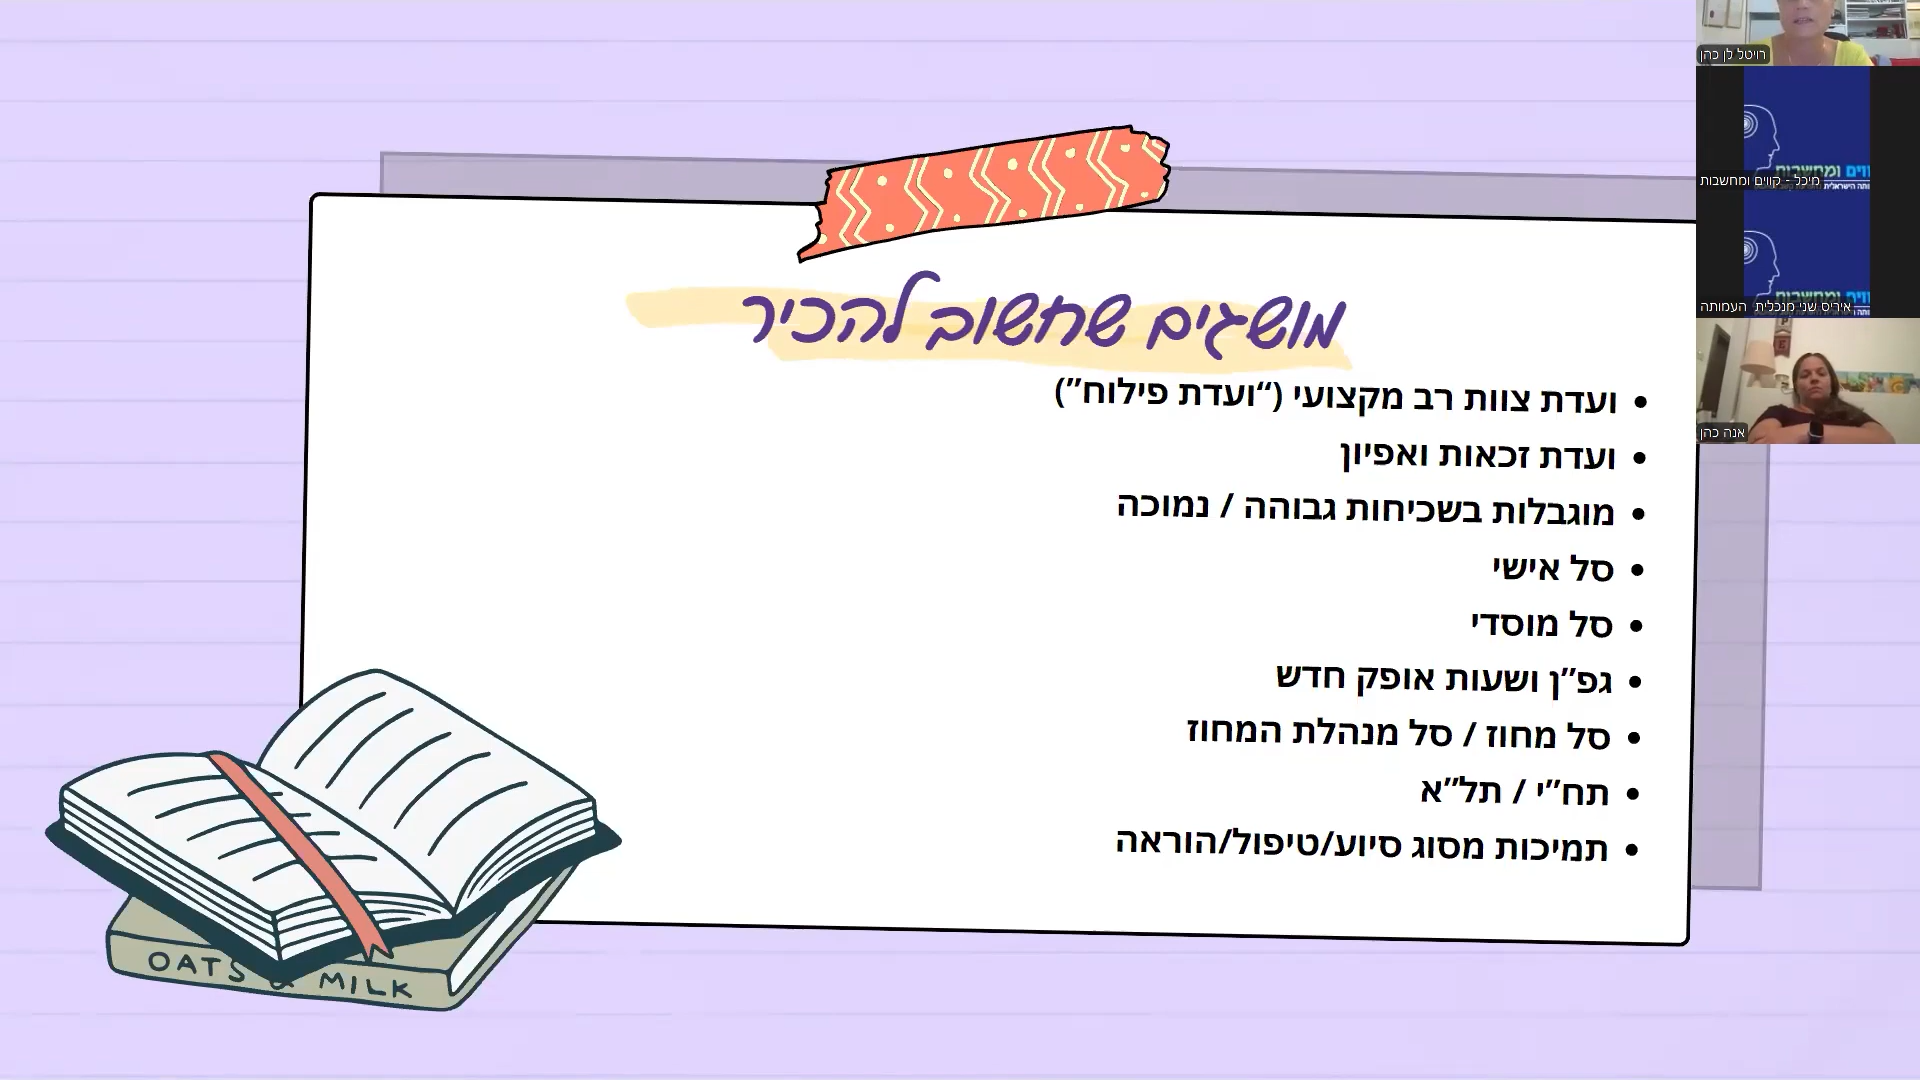 מושגים שחשוב להכיר
• ועדת צוות רב מקצועי (“ועדת פילוח”)
• ועדת זכאות ואפיון
• מוגבלות בשכיחות גבוהה / נמוכה
• סל אישי
• סל מוסדי
• גפ”ן ושעות אופק חדש
• סל מחוז / סל מנהלת המחוז
• תח”י / תל”א
• תמיכות מסוג סיוע/טיפול/הוראה
OATS & MILK
רויטל לן כהן
מיכל - קווים ומחשבות
איריס שני מנכלית העמותה
אנה כהן